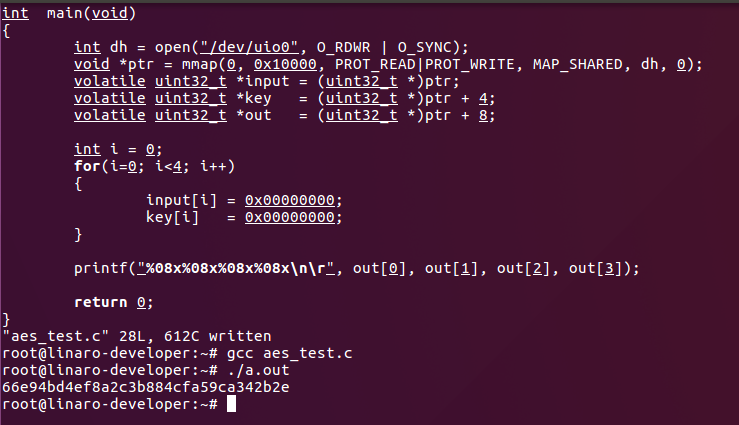 int  main(void)
{
        int dh = open("/dev/uio0", O_RDWR | O_SYNC);
        void *ptr = mmap(0, 0x10000, PROT_READ|PROT_WRITE, MAP_SHARED, dh, 0);
        volatile uint32_t *input = (uint32_t *)ptr;
        volatile uint32_t *key   = (uint32_t *)ptr + 4;
        volatile uint32_t *out   = (uint32_t *)ptr + 8;

        int i = 0;
        for(i=0; i<4; i++)
        {
                input[i] = 0x00000000;
                key[i]   = 0x00000000;
        }

        printf("%08x%08x%08x%08x\n\r", out[0], out[1], out[2], out[3]);

        return 0;
}
"aes_test.c" 28L, 612C written
root@linaro-developer:~# gcc aes_test.c
root@linaro-developer:~# ./a.out
66e94bd4ef8a2c3b884cfa59ca342b2e
root@linaro-developer:~#